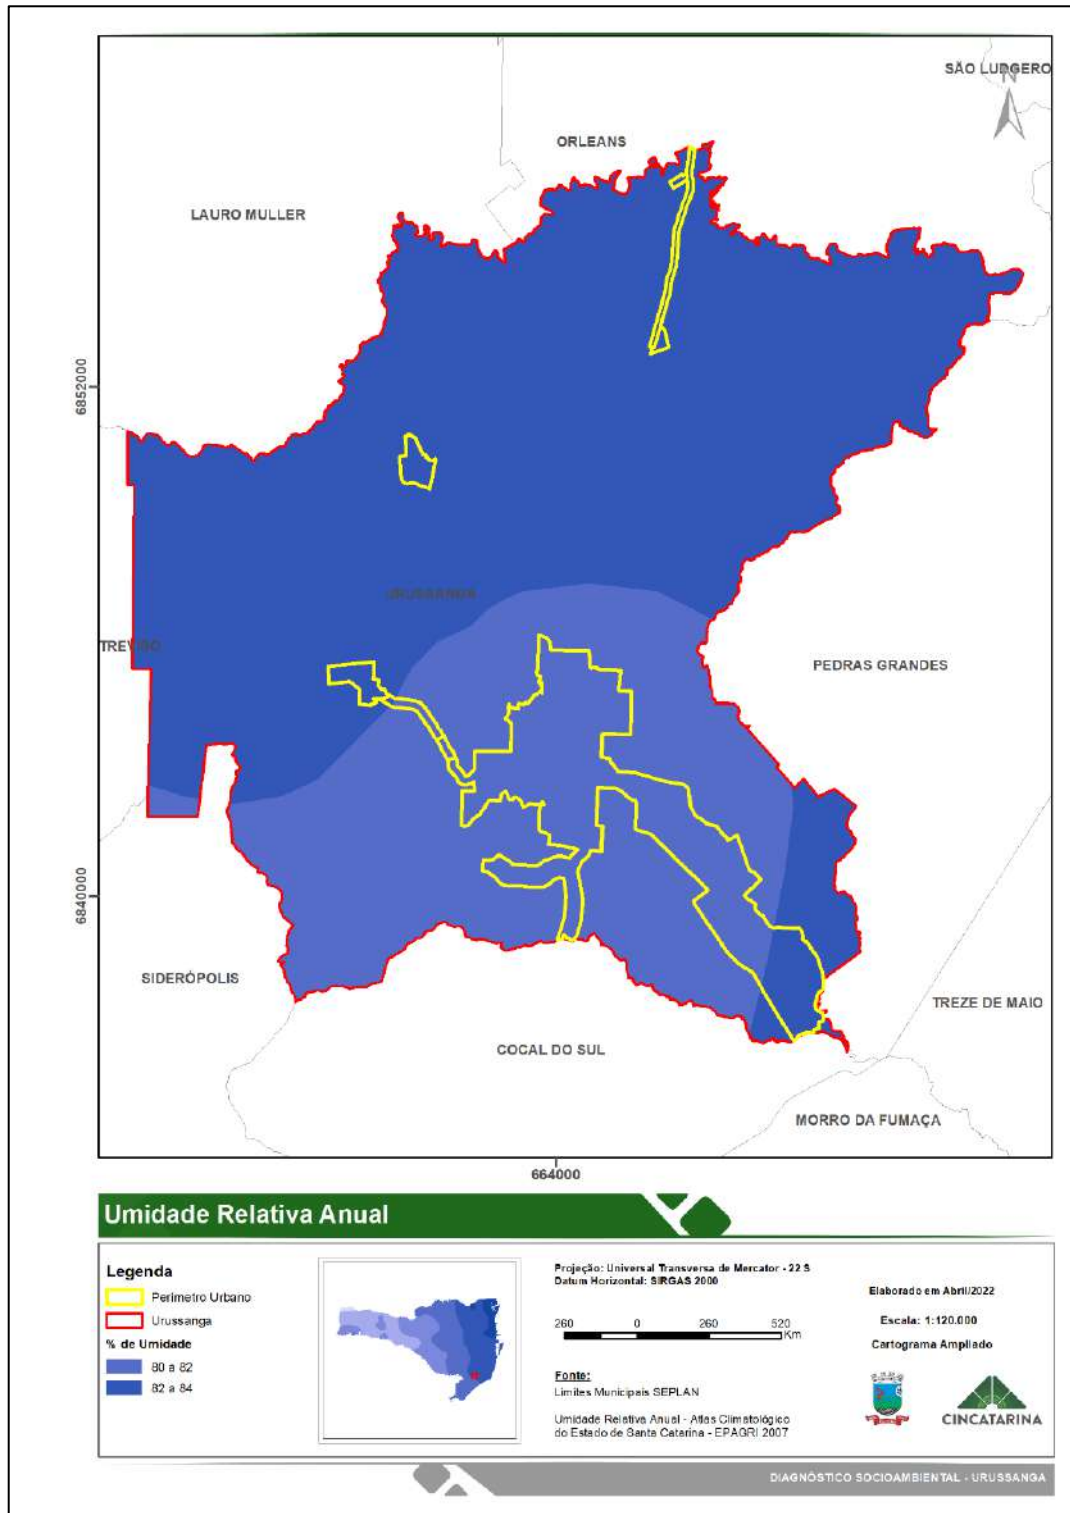 SÃO LUDGERO
N
ORLEANS
LAURO MULLER
6852000
URUSSANGA
TREVISO
PEDRAS GRANDES
6840000
SIDERÓPOLIS
TREZE DE MAIO
COCAL DO SUL
MORRO DA FUMAÇA
664000
Umidade Relativa Anual
Legenda
Perimetro Urbano
Urussanga
% de Umidade
80 a 82
82 a 84
Projeção: Universal Transversa de Mercator - 22 S
Datum Horizontal: SIRGAS 2000
260 0 260 520
Km
Fonte:
Limites Municipais SEPLAN
Umidade Relativa Anual - Atlas Climatológico
do Estado de Santa Catarina - EPAGRI 2007
Elaborado em Abril/2022
Escala: 1:120.000
Cartograma Ampliado
CINCATARINA
DIAGNÓSTICO SOCIOAMBIENTAL - URUSSANGA